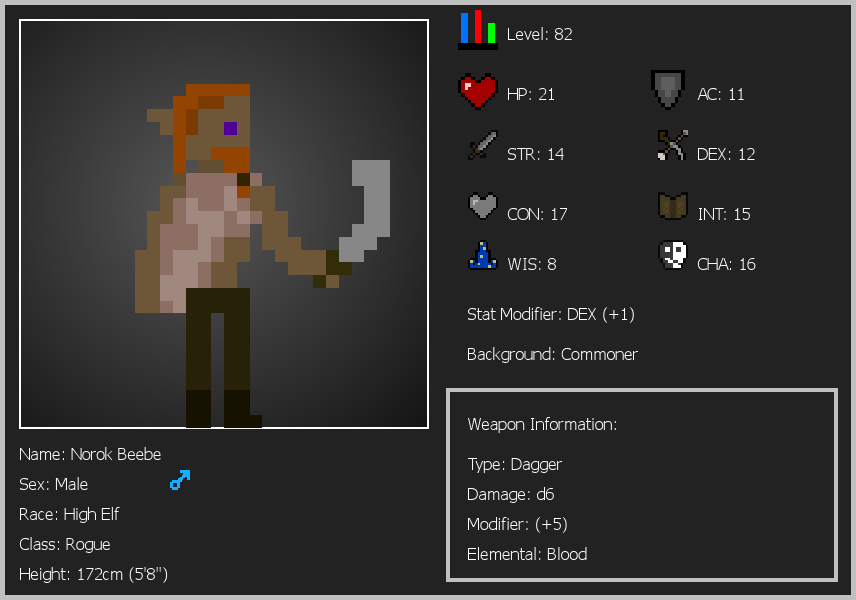 Level: 82
HP: 21
AC: 11
STR: 14
DEX: 12
CON: 17
INT: 15
WIS: 8
CHA: 16
Stat Modifier: DEX (+1)
Background: Commoner
Weapon Information:
Type: Dagger
Damage: d6
Modifier: (+5)
Elemental: Blood
Name: Norok Beebe
Sex: Male
Race: High Elf
Class: Rogue
Height: 172cm (5'8")